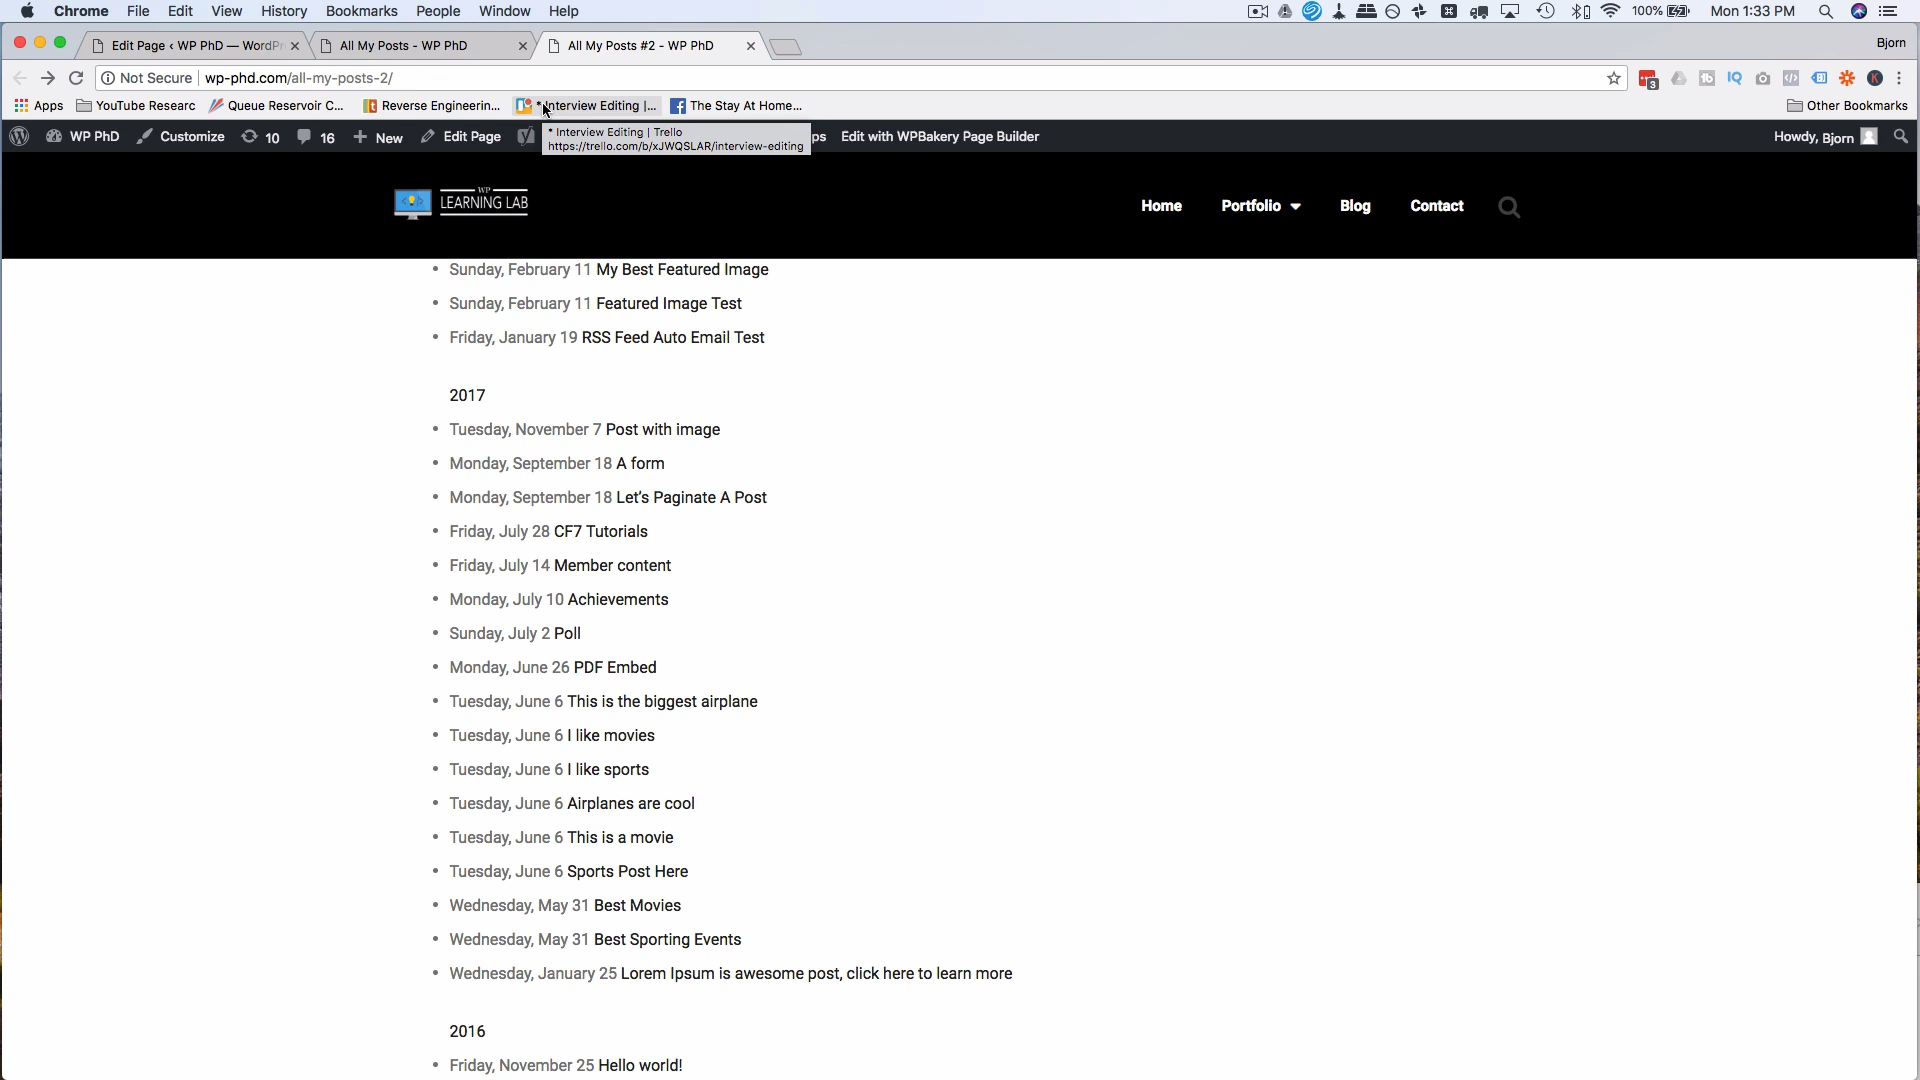 Chrome File Edit View History Bookmarks People Window Help 100% Mon 1:33 PM
Edit Page ‹ WP PhD — WordPr
All My Posts - WP PhD
All My Posts #2 - WP PhD
Bjorn
Not Secure wp-phd.com/all-my-posts-2/
Apps YouTube Researc Queue Reservoir C... Reverse Engineerin... * Interview Editing |... The Stay At Home... Other Bookmarks
WP PhD Customize 10 16 New Edit Page ps Edit with WPBakery Page Builder Howdy, Bjorn
* Interview Editing | Trello
https://trello.com/b/xJWQSLAR/interview-editing
WP
LEARNING LAB
Home Portfolio Blog Contact
• Sunday, February 11 My Best Featured Image
• Sunday, February 11 Featured Image Test
• Friday, January 19 RSS Feed Auto Email Test
2017
• Tuesday, November 7 Post with image
• Monday, September 18 A form
• Monday, September 18 Let's Paginate A Post
• Friday, July 28 CF7 Tutorials
• Friday, July 14 Member content
• Monday, July 10 Achievements
• Sunday, July 2 Poll
• Monday, June 26 PDF Embed
• Tuesday, June 6 This is the biggest airplane
• Tuesday, June 6 I like movies
• Tuesday, June 6 I like sports
• Tuesday, June 6 Airplanes are cool
• Tuesday, June 6 This is a movie
• Tuesday, June 6 Sports Post Here
• Wednesday, May 31 Best Movies
• Wednesday, May 31 Best Sporting Events
• Wednesday, January 25 Lorem Ipsum is awesome post, click here to learn more
2016
• Friday, November 25 Hello world!